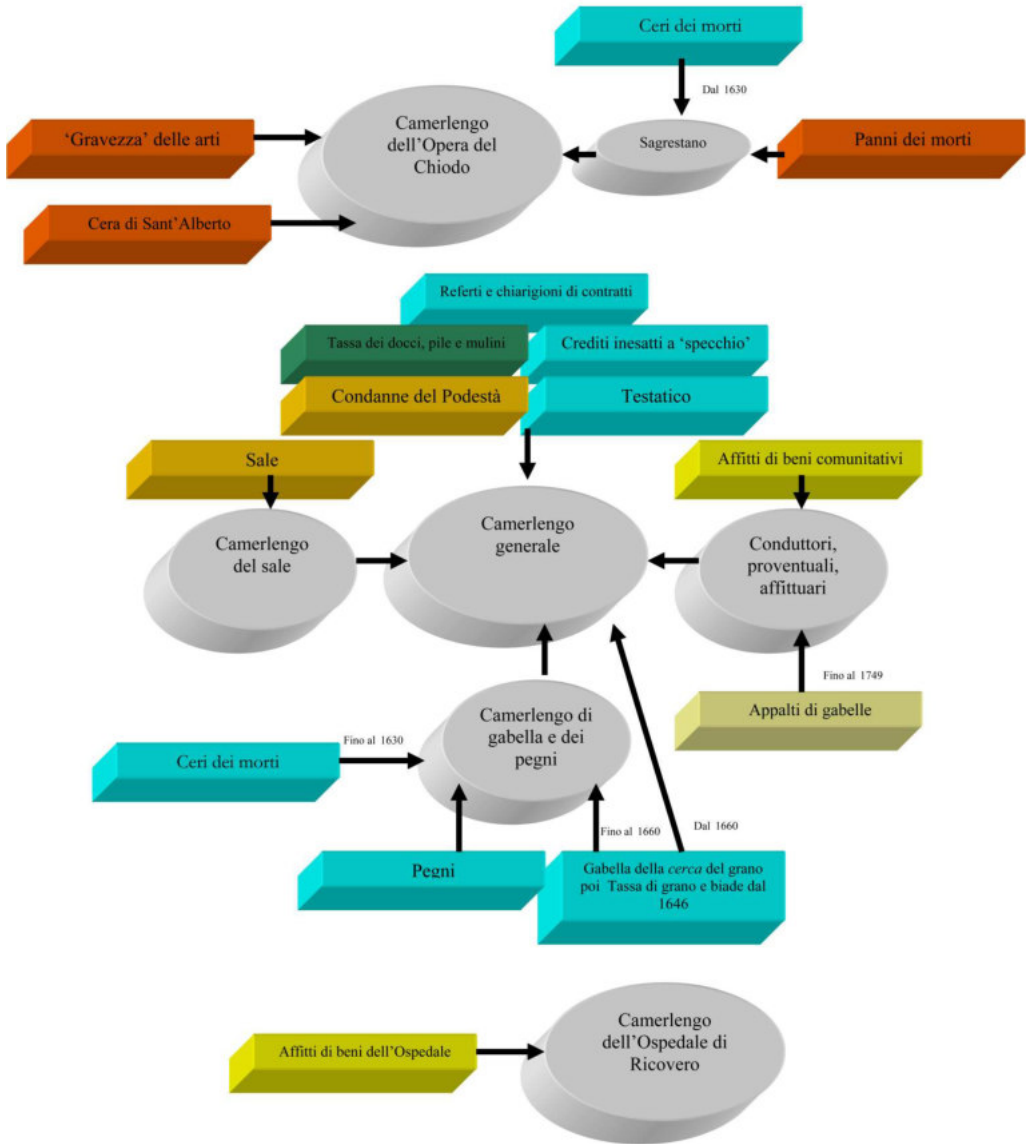 Ceri dei morti
Dal 1630
Camerlengo
dell'Opera del
Chiodo
'Gravezza' delle arti
Sagrestano
Panni dei morti
Cera di Sant'Alberto
Referti e chiarigioni di contratti
Tassa dei docci, pile e mulini
Crediti inesatti a 'specchio'
Condanne del Podestà
Testatico
Sale
Affitti di beni comunitativi
Camerlengo
del sale
Camerlengo
generale
Conduttori,
proventuali,
affittuari
Fino al 1749
Appalti di gabelle
Camerlengo di
gabella e dei
pegni
Fino al 1630
Ceri dei morti
Fino al 1660
Dal 1660
Pegni
Gabella della cerca del grano
poi Tassa di grano e biade dal
1646
Camerlengo
dell'Ospedale di
Ricovero
Affitti di beni dell'Ospedale